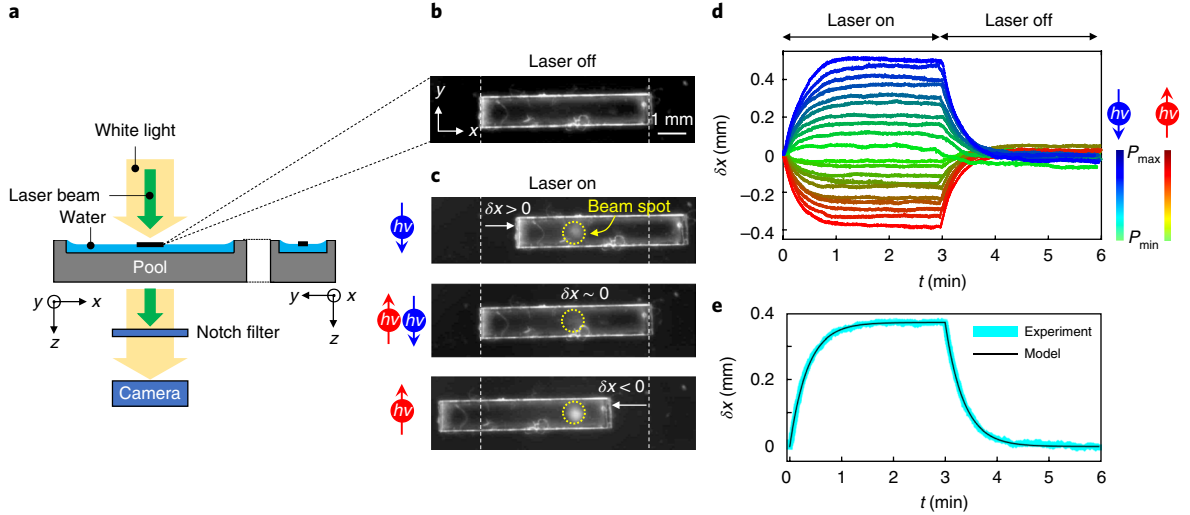 a
White light
Laser beam
Water
Pool
y
x
z
y
x
z
Notch filter
Camera
b
Laser off
y
x
1 mm
c
Laser on
hν
δx > 0
Beam spot
hν
hν
δx ~ 0
hν
δx < 0
d
Laser on
Laser off
0.4
0.2
0
−0.2
−0.4
δx (mm)
0
1
2
3
4
5
6
t (min)
hν
hν
Pmax
Pmin
e
0.4
0.2
0
δx (mm)
Experiment
Model
0
1
2
3
4
5
6
t (min)